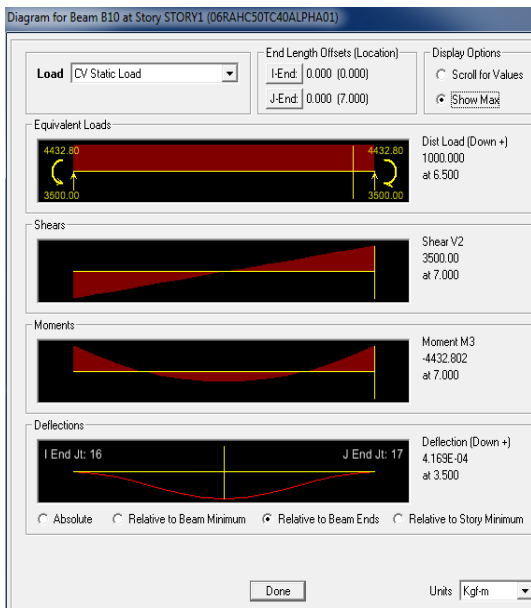 Diagram for Beam B10 at Story STORY1 (06RAHC50TC40ALPHA01)
Load CV Static Load
End Length Offsets (Location)
I-End: 0.000 (0.000)
J-End: 0.000 (7.000)
Display Options
Scroll for Values
Show Max
Equivalent Loads
4432.80 4432.80
3500.00 3500.00
Dist Load (Down +)
1000.000
at 6.500
Shears
Shear V2
3500.00
at 7.000
Moments
Moment M3
-4432.802
at 7.000
Deflections
I End Jt: 16 J End Jt: 17
Deflection (Down +)
4.169E-04
at 3.500
Absolute Relative to Beam Minimum Relative to Beam Ends Relative to Story Minimum
Done Units Kgf-m